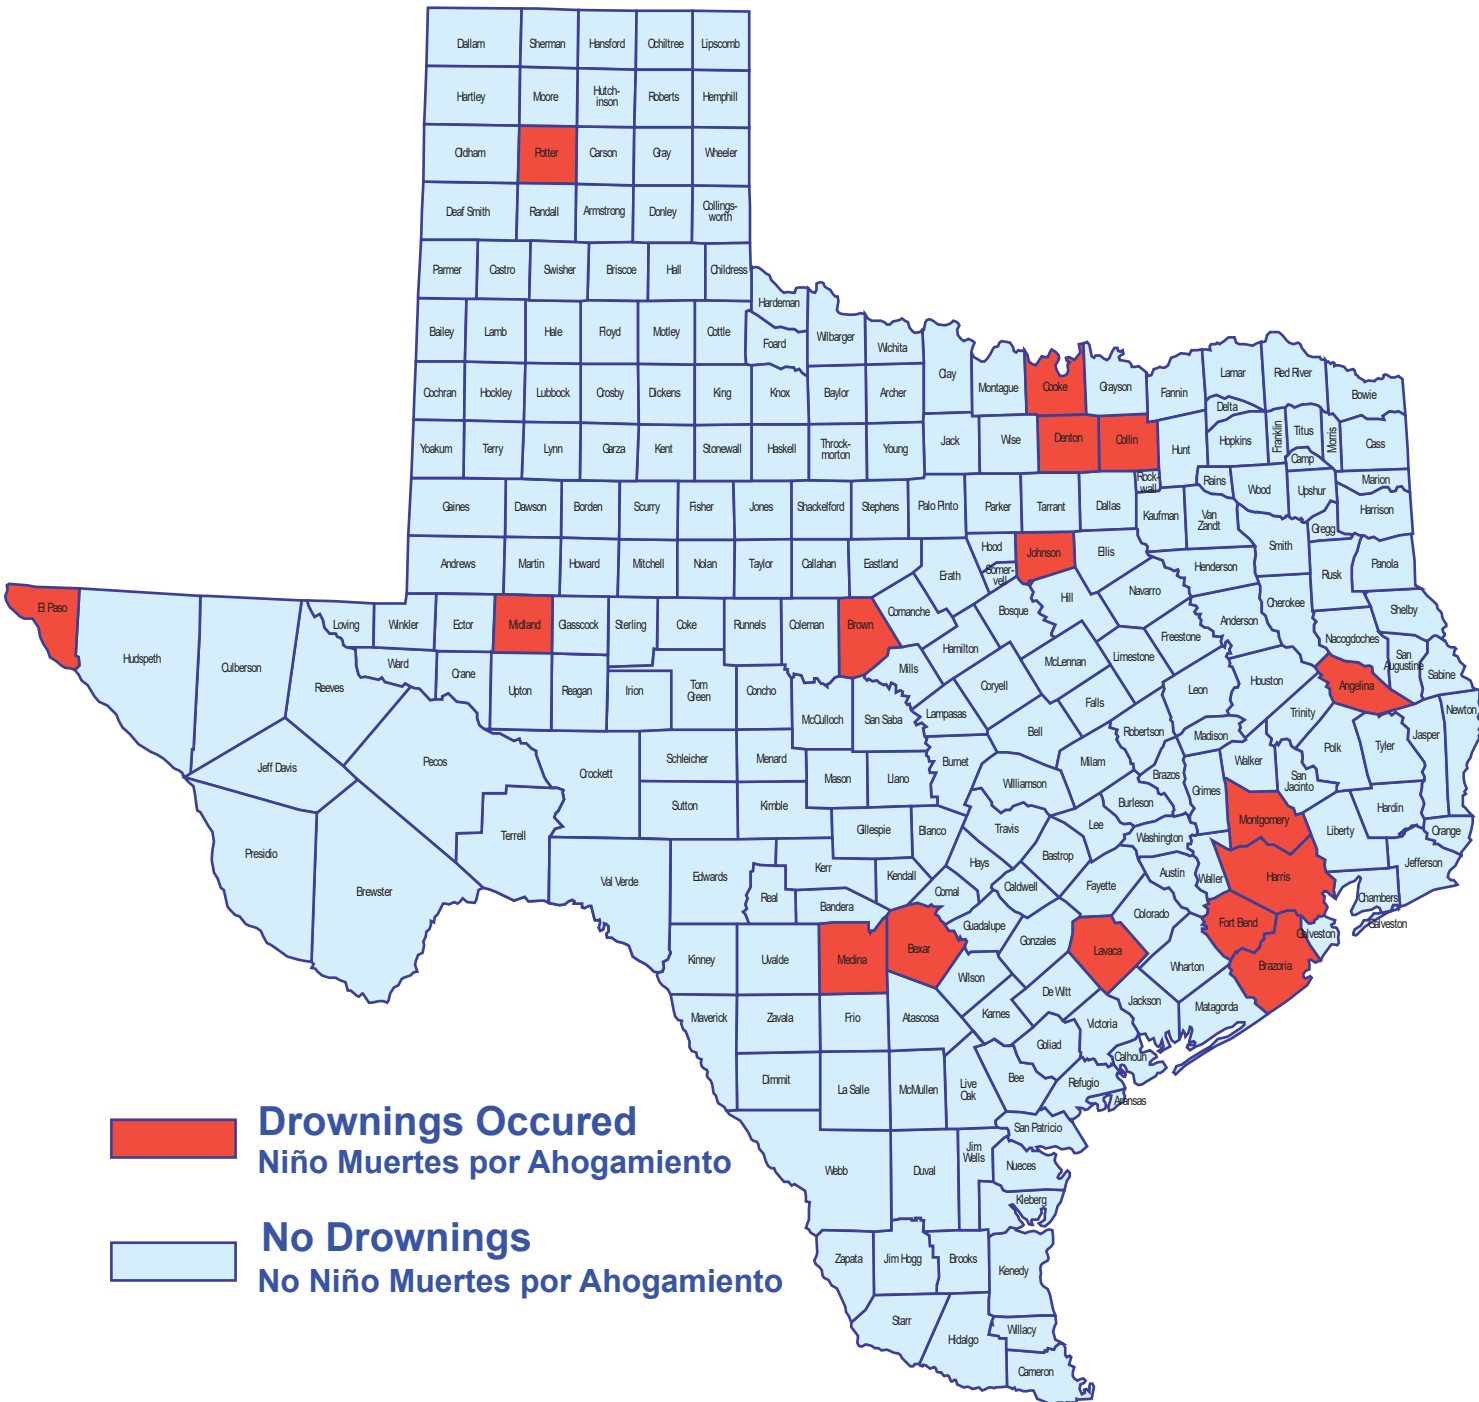 Dallam Sherman Hansford Ochiltree Lipscomb
Hartley Moore Hutch-
inson Roberts Hemphill
Oldham Potter Carson Gray Wheeler
Deaf Smith Randall Armstrong Donley Collings-
worth
Parmer Castro Swisher Briscoe Hall Childress
Hardeman
Bailey Lamb Hale Floyd Motley Cottle Foard Wilbarger Wichita
Clay Montague Cooke Grayson Fannin Lamar Red River Bowie
Cochran Hockley Lubbock Crosby Dickens King Knox Baylor Archer
Delta
Yoakum Terry Lynn Garza Kent Stonewall Haskell Throck-
morton Young Jack Wise Denton Collin Hunt Hopkins Franklin Titus Morris Cass
Camp
Rock-
wall Rains Wood Upshur Marion
Gaines Dawson Borden Scurry Fisher Jones Shackelford Stephens Palo Pinto Parker Tarrant Dallas Kaufman Van
Zandt Gregg Harrison
Andrews Martin Howard Mitchell Nolan Taylor Callahan Eastland Erath Hood Johnson Ellis Henderson Smith Rusk Panola
Somer-
vell
El Paso Hudspeth Culberson Reeves Loving Winkler Ector Midland Glasscock Sterling Coke Runnels Coleman Brown Comanche Bosque Hill Navarro Anderson Cherokee Shelby
Ward Crane Upton Reagan Irion Tom
Green Concho Mills Hamilton McLennan Limestone Freestone Nacogdoches San
Augustine Sabine
McCulloch San Saba Lampasas Coryell Falls Leon Houston Angelina Newton
Jeff Davis Pecos Crockett Schleicher Menard Bell Robertson Madison Trinity Polk Tyler Jasper
Mason Llano Burnet Williamson Milam Brazos Grimes Walker San
Jacinto
Presidio Brewster Terrell Sutton Kimble Gillespie Blanco Travis Lee Burleson Washington Montgomery Liberty Hardin Orange
Val Verde Edwards Real Kerr Kendall Hays Bastrop Fayette Austin Waller Harris Jefferson
Bandera Comal Caldwell Colorado Chambers
Kinney Uvalde Medina Bexar Guadalupe Gonzales Lavaca Wharton Fort Bend Galveston Galveston
Brazoria
Maverick Zavala Frio Atascosa Wilson Karnes De Witt Victoria Jackson Matagorda
Dimmit La Salle McMullen Live
Oak Bee Goliad Refugio Calhoun
Aransas
San Patricio
Webb Duval Jim
Wells Nueces
Kleberg
Zapata Jim Hogg Brooks Kenedy
Starr Hidalgo Willacy
Cameron
Drownings Occured
Niño Muertes por Ahogamiento
No Drownings
No Niño Muertes por Ahogamiento